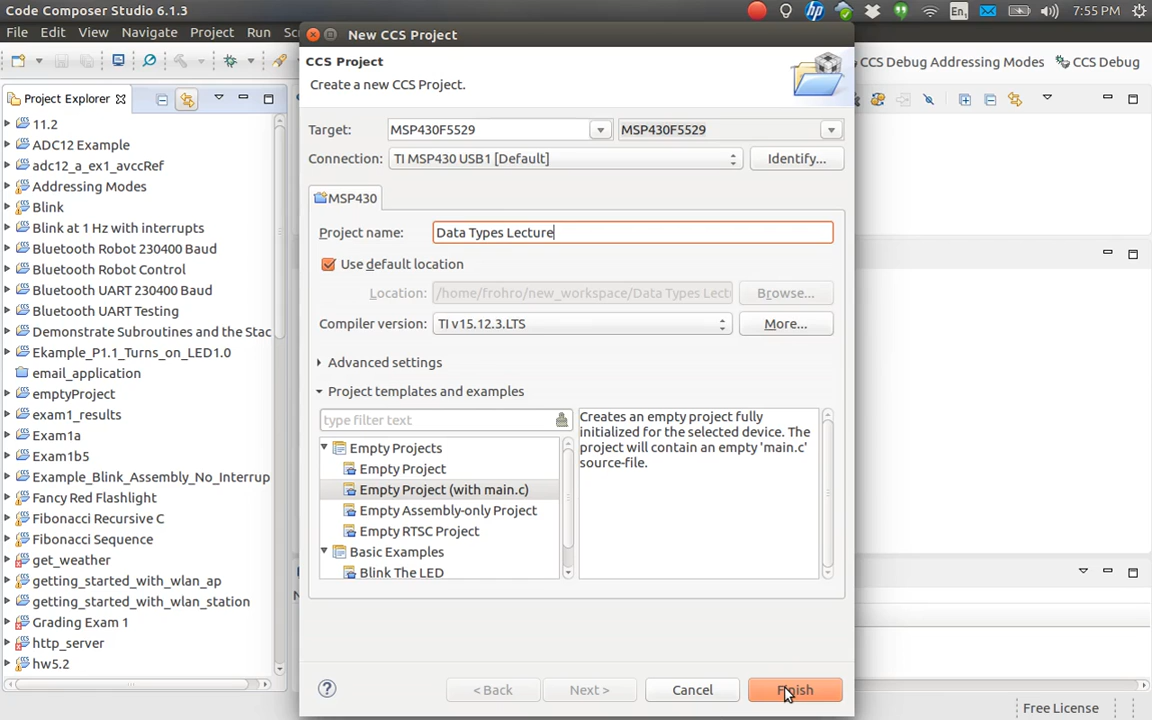 Code Composer Studio 6.1.3
En
7:55 PM
File Edit View Navigate Project Run
New CCS Project
CCS Debug Addressing Modes CCS Debug
Project Explorer
11.2
ADC12 Example
adc12_a_ex1_avccRef
Addressing Modes
Blink
Blink at 1 Hz with interrupts
Bluetooth Robot 230400 Baud
Bluetooth Robot Control
Bluetooth UART 230400 Baud
Bluetooth UART Testing
Demonstrate Subroutines and the Stac
Ekample_P1.1_Turns_on_LED1.0
email_application
emptyProject
exam1_results
Exam1a
Exam1b5
Example_Blink_Assembly_No_Interrup
Fancy Red Flashlight
Fibonacci Recursive C
Fibonacci Sequence
get_weather
getting_started_with_wlan_ap
getting_started_with_wlan_station
Grading Exam 1
http_server
hw5.2
CCS Project
Create a new CCS Project.
Target: MSP430F5529 MSP430F5529
Connection: TI MSP430 USB1 [Default] Identify...
MSP430
Project name: Data Types Lecture
Use default location
Location: /home/frohro/new_workspace/Data Types Lect Browse...
Compiler version: TI v15.12.3.LTS More...
Advanced settings
Project templates and examples
type filter text
Empty Projects
Empty Project
Empty Project (with main.c)
Empty Assembly-only Project
Empty RTSC Project
Basic Examples
Blink The LED
Creates an empty project fully
initialized for the selected device. The
project will contain an empty 'main.c'
source-file.
< Back Next > Cancel Finish
Free License